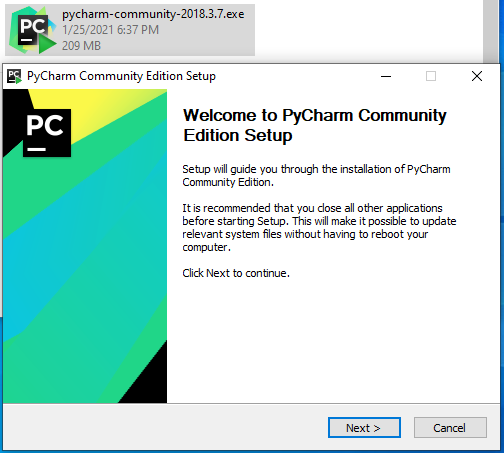 pycharm-community-2018.3.7.exe
1/25/2021 6:37 PM
209 MB
PC
PyCharm Community Edition Setup
PC
Welcome to PyCharm Community
Edition Setup
Setup will guide you through the installation of PyCharm
Community Edition.
It is recommended that you close all other applications
before starting Setup. This will make it possible to update
relevant system files without having to reboot your
computer.
Click Next to continue.
Next >
Cancel